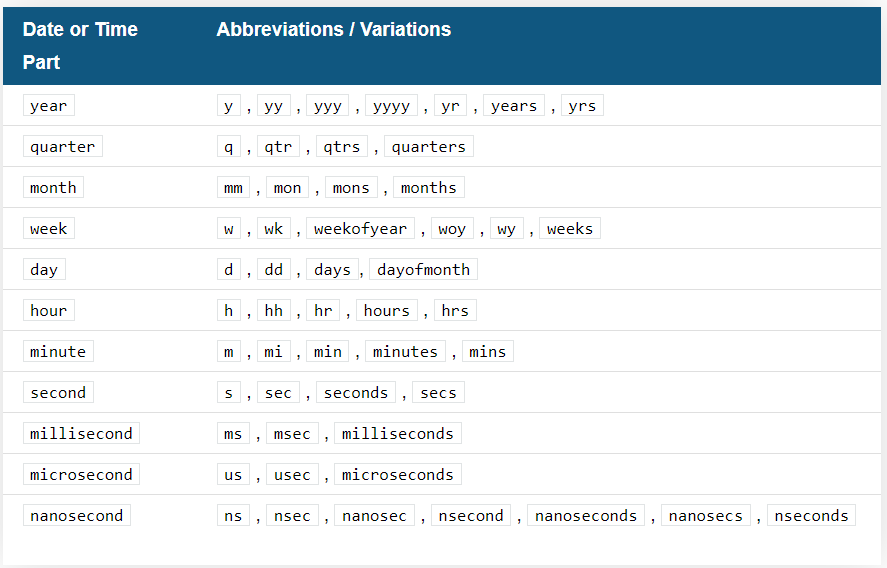 Date or Time Part Abbreviations / Variations
year y , yy , yyy , yyyy , yr , years , yrs
quarter q , qtr , qtrs , quarters
month mm , mon , mons , months
week w , wk , weekofyear , woy , wy , weeks
day d , dd , days , dayofmonth
hour h , hh , hr , hours , hrs
minute m , mi , min , minutes , mins
second s , sec , seconds , secs
millisecond ms , msec , milliseconds
microsecond us , usec , microseconds
nanosecond ns , nsec , nanosec , nsecond , nanoseconds , nanosecs , nseconds